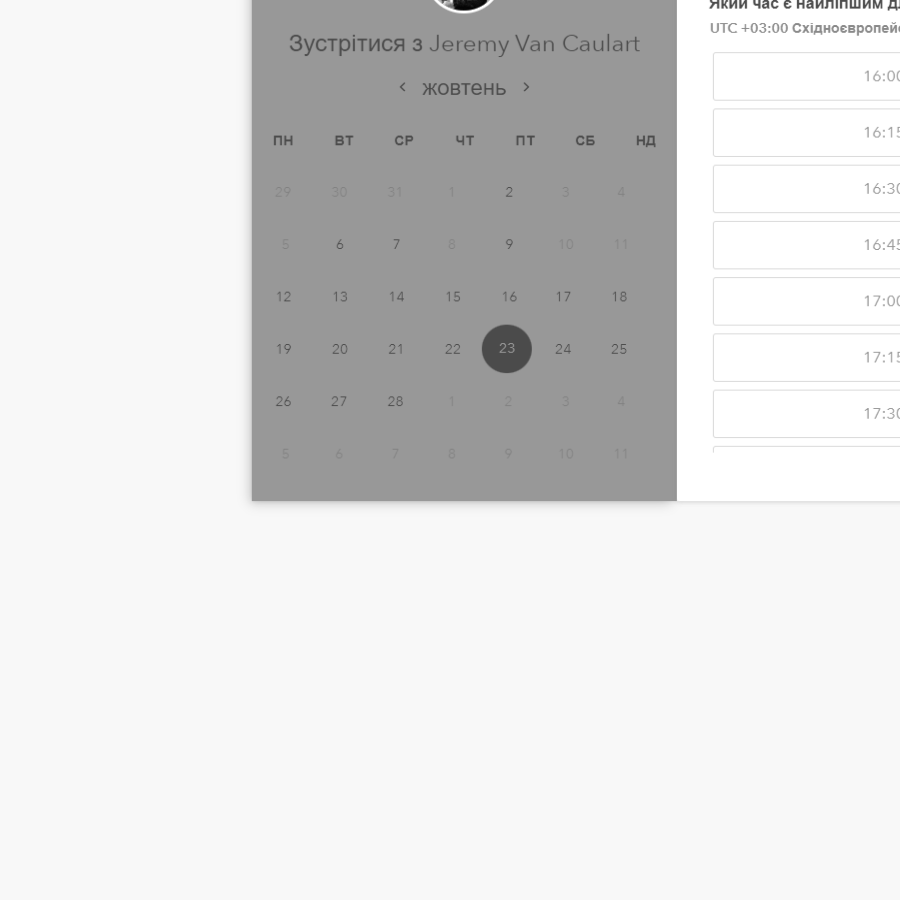 Зустрітися з Jeremy Van Caulart
‹ жовтень ›
ПН ВТ СР ЧТ ПТ СБ НД
29 30 31 1 2 3 4
5 6 7 8 9 10 11
12 13 14 15 16 17 18
19 20 21 22 23 24 25
26 27 28 1 2 3 4
5 6 7 8 9 10 11
Який час є найліпшим
UTC +03:00
16:00
16:15
16:30
16:45
17:00
17:15
17:30